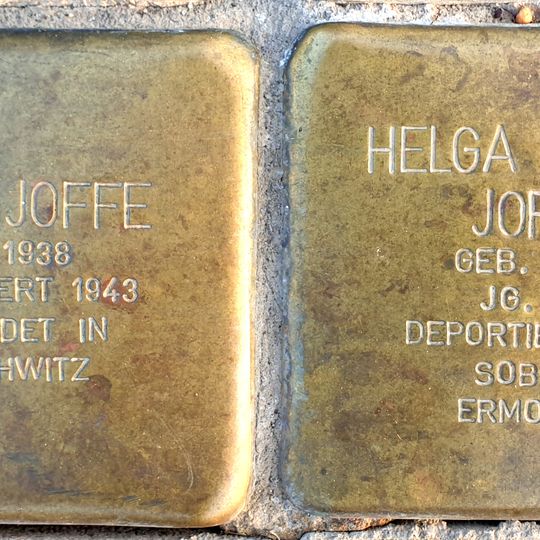 JOFFE
1938
ERT 1943
DET IN
HWITZ
HELGA
JOF
GEB.
JG.
DEPORTIE
SOB
ERMO